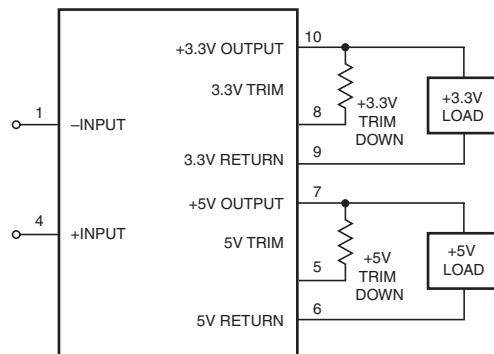 10
+3.3V OUTPUT
3.3V TRIM
8
+3.3V
TRIM
DOWN
+3.3V
LOAD
1
–INPUT
3.3V RETURN
9
+5V OUTPUT
7
4
+INPUT
5V TRIM
5
+5V
TRIM
DOWN
+5V
LOAD
5V RETURN
6